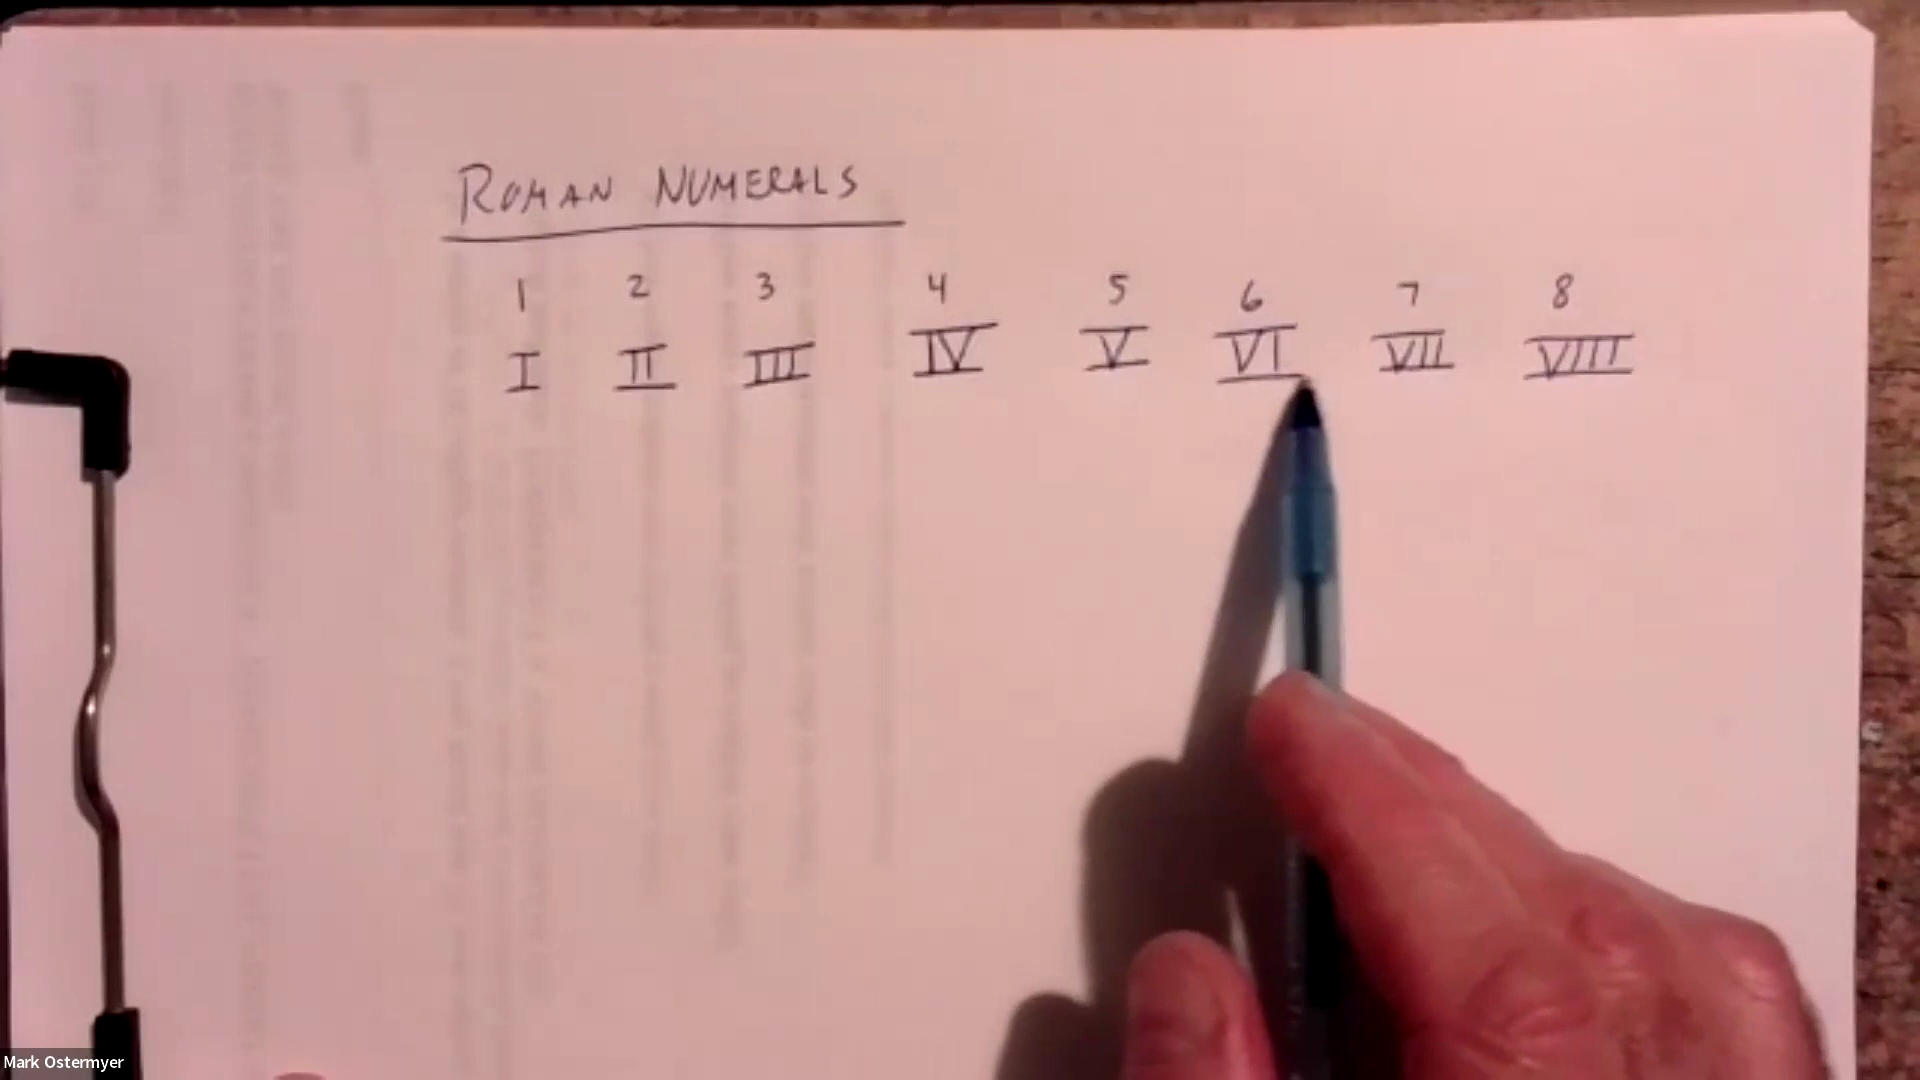 ROMAN NUMERALS
1 2 3 4 5 6 7 8
I II III IV V VI VII VIII
Mark Ostermyer